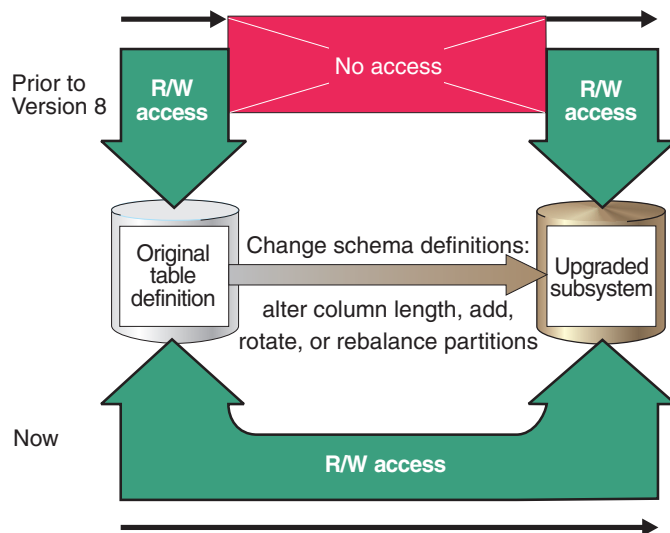 No access
Prior to
Version 8
R/W
access
R/W
access
Original
table
definition
Change schema definitions:
alter column length, add,
rotate, or rebalance partitions
Upgraded
subsystem
Now
R/W access